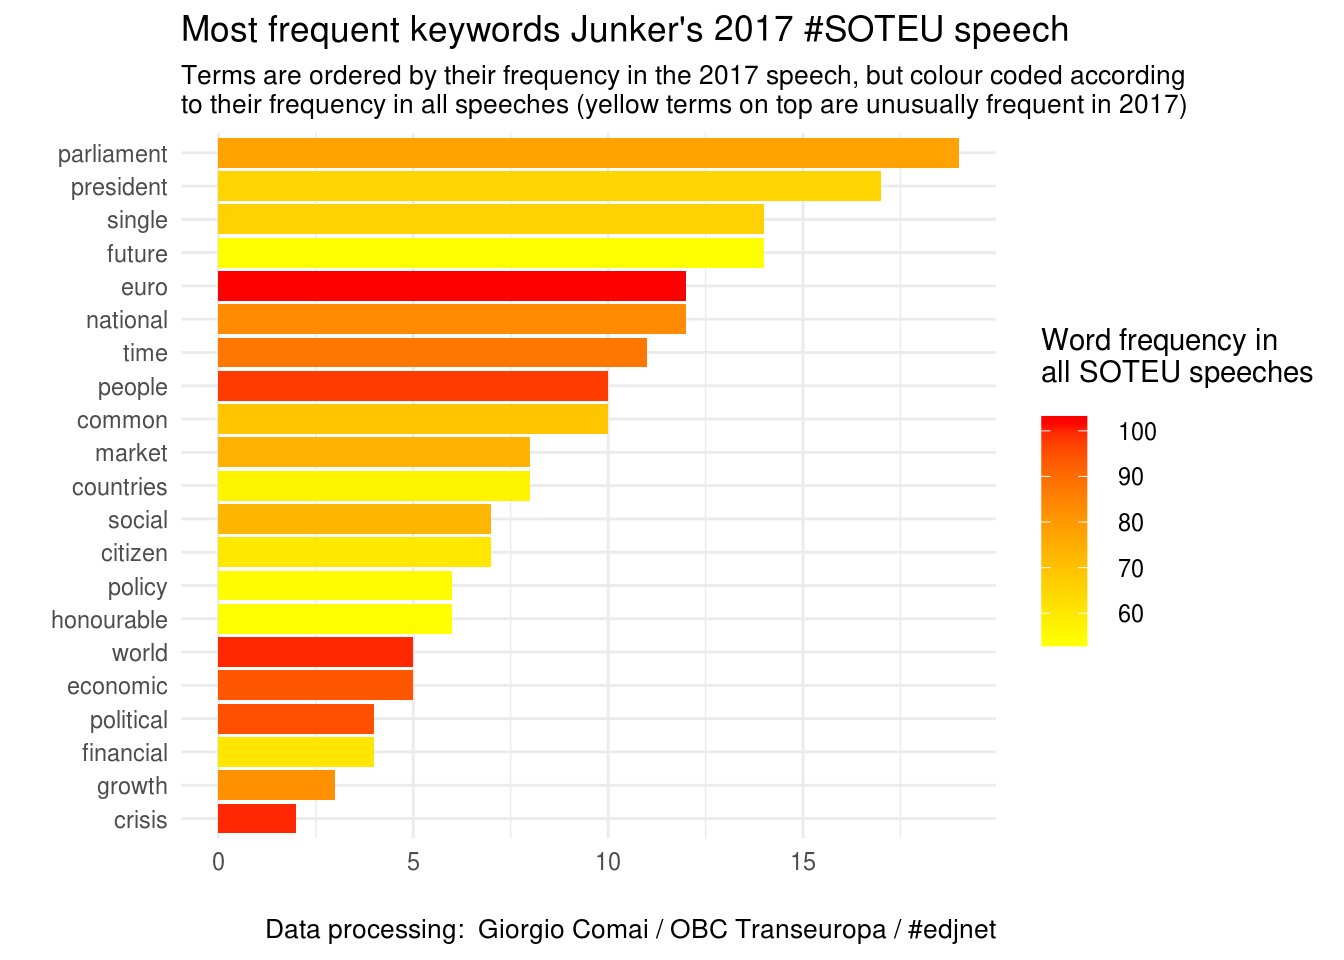 Most frequent keywords Junker's 2017 #SOTEU speech
Terms are ordered by their frequency in the 2017 speech, but colour coded according
to their frequency in all speeches (yellow terms on top are unusually frequent in 2017)
parliament
president
single
future
euro
national
time
people
common
market
countries
social
citizen
policy
honourable
world
economic
political
financial
growth
crisis
0 5 10 15
Word frequency in
all SOTEU speeches
100
90
80
70
60
Data processing:  Giorgio Comai / OBC Transeuropa / #edjnet